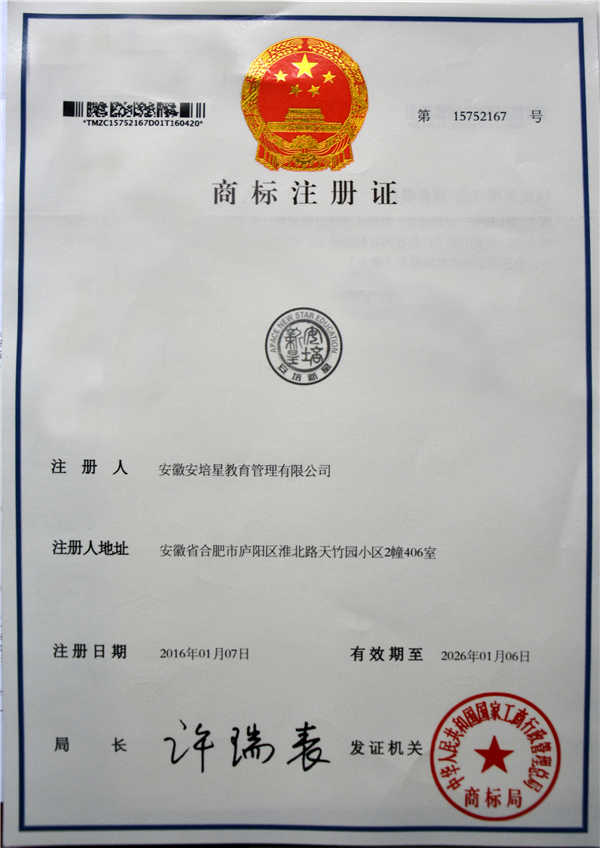 *TMZC15752167D01T160420*
第 15752167 号
商标注册证
APACE NEW STAR EDUCATION
安培新星
注册人 安徽安培星教育管理有限公司
注册人地址 安徽省合肥市庐阳区淮北路天竹园小区2幢406室
注册日期 2016年01月07日 有效期至 2026年01月06日
局长 许瑞表 发证机关
中华人民共和国国家工商行政管理总局
商标局